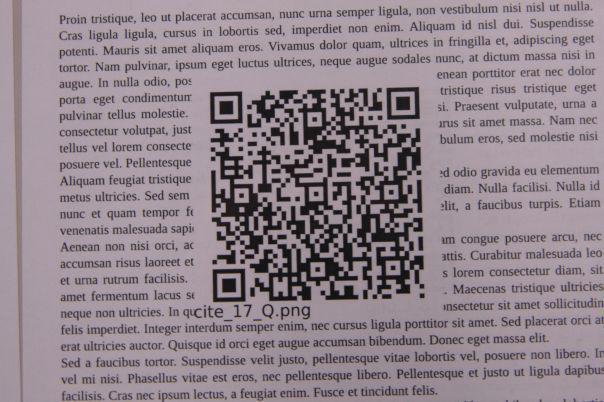 Proin tristique, leo ut placerat accumsan, nunc urna semper ligula, non vestibulum nisi nisl ut nulla.
Cras ligula ligula, cursus in lobortis sed, imperdiet non enim. Aliquam id nisl dui. Suspendisse
potenti. Mauris sit amet aliquam eros. Vivamus dolor quam, ultrices in fringilla et, adipiscing eget
tortor. Nam pulvinar, ipsum eget luctus ultrices, neque augue sodales nunc, at dictum massa nisi in
augue. In nulla odio, pos enean porttitor erat nec dolor
porta eget condimentum tristique risus tristique eget
pulvinar tellus molestie. si. Praesent vulputate, urna a
consectetur volutpat, just urus sit amet massa. Nam nec
tellus vel lorem consecte bulum eros, sed molestie nisi
posuere vel. Pellentesque
Aliquam feugiat tristique ed odio gravida eu elementum
metus ultricies. Sed sem diam. Nulla facilisi. Nulla id
nunc et quam tempor fe elit, a faucibus turpis. Etiam
venenatis malesuada sapi
Aenean non nisi orci, ac am congue posuere arcu, nec
accumsan risus laoreet et attis. Curabitur malesuada leo
et urna rutrum facilisis. s lorem consectetur diam, sit
amet fermentum lacus se . Maecenas tristique ultricies
neque non ultricies. In qu onsectetur sit amet sollicitudin
cite_17_Q.png
felis imperdiet. Integer interdum semper enim, nec cursus ligula porttitor sit amet. Sed placerat orci at
erat ultricies auctor. Quisque id orci eget augue accumsan bibendum. Donec eget massa elit.
Sed a faucibus tortor. Suspendisse velit justo, pellentesque vitae lobortis vel, posuere non libero. In
vel mi nisi. Phasellus vitae est eros, nec pellentesque libero. Pellentesque et justo ut ligula dapibus
facilisis. Cras nec ipsum lectus, a feugiat enim. Fusce et tincidunt felis.